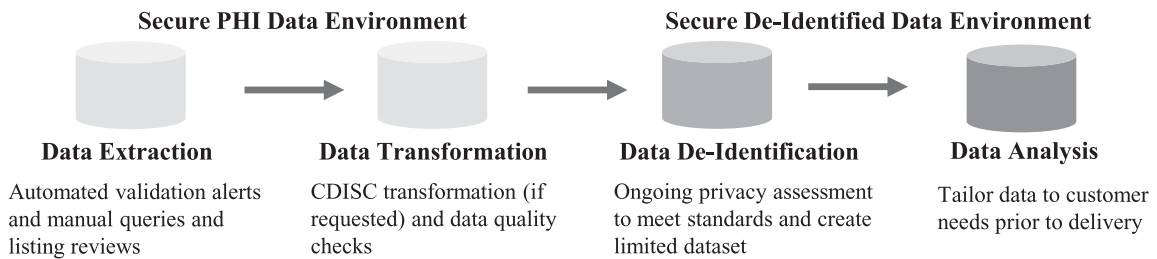 Secure PHI Data Environment
Secure De-Identified Data Environment
Data Extraction
Automated validation alerts
and manual queries and
listing reviews
Data Transformation
CDISC transformation (if
requested) and data quality
checks
Data De-Identification
Ongoing privacy assessment
to meet standards and create
limited dataset
Data Analysis
Tailor data to customer
needs prior to delivery